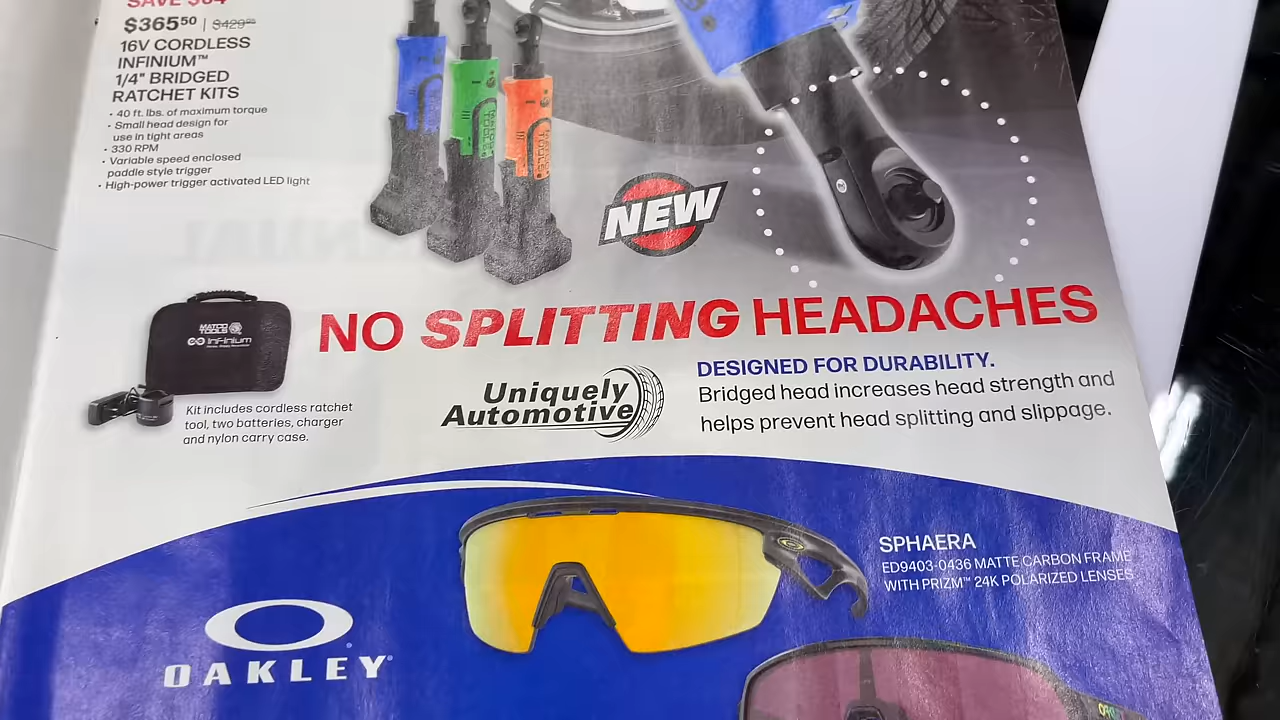 SAVE $64
$365⁵⁰ | $429⁹⁵
16V CORDLESS
INFINIUM™
1/4" BRIDGED
RATCHET KITS
• 40 ft. lbs. of maximum torque
• Small head design for
use in tight areas
• 330 RPM
• Variable speed enclosed
paddle style trigger
• High-power trigger activated LED light
NEW
NO SPLITTING HEADACHES
MATCO
TOOLS
Infinium
Kit includes cordless ratchet
tool, two batteries, charger
and nylon carry case.
Uniquely
Automotive
DESIGNED FOR DURABILITY.
Bridged head increases head strength and
helps prevent head splitting and slippage.
SPHAERA
ED9403-0436 MATTE CARBON FRAME
WITH PRIZM™ 24K POLARIZED LENSES
OAKLEY®